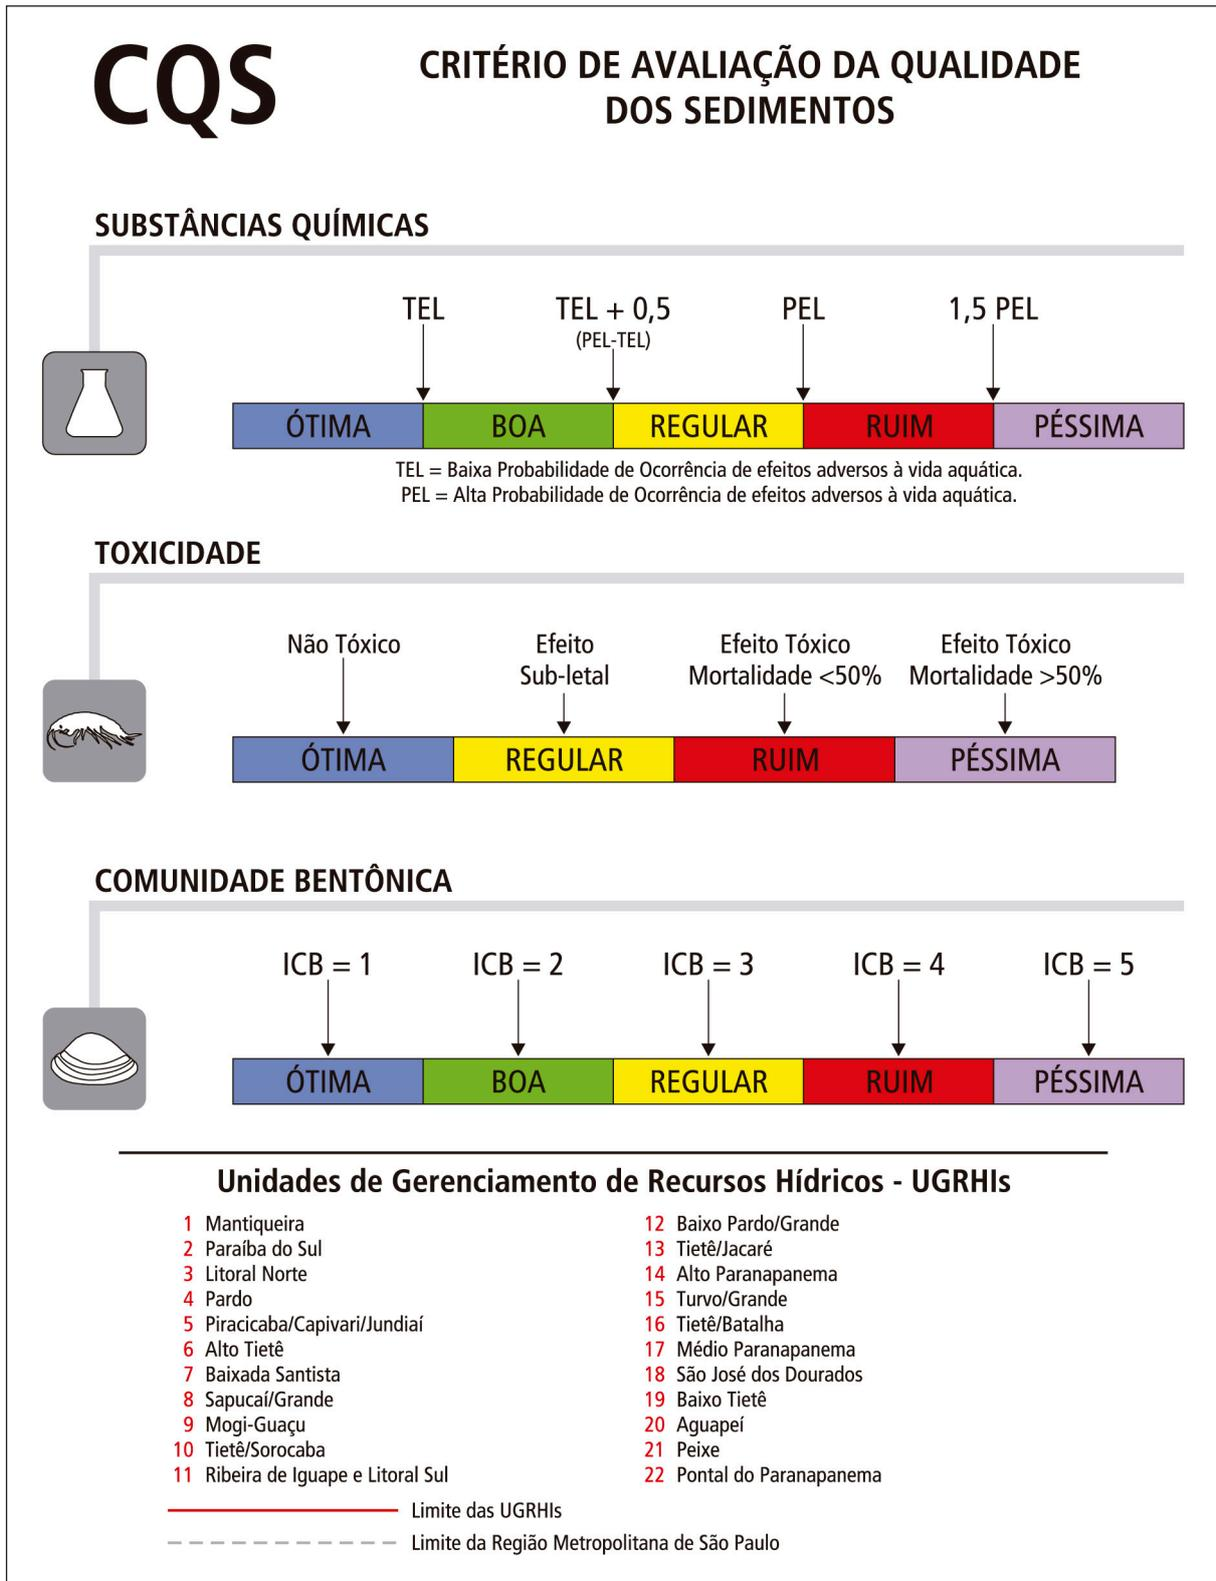 CQS
CRITÉRIO DE AVALIAÇÃO DA QUALIDADE
DOS SEDIMENTOS
SUBSTÂNCIAS QUÍMICAS
TEL
TEL + 0,5
(PEL-TEL)
PEL
1,5 PEL
ÓTIMA
BOA
REGULAR
RUIM
PÉSSIMA
TEL = Baixa Probabilidade de Ocorrência de efeitos adversos à vida aquática.
PEL = Alta Probabilidade de Ocorrência de efeitos adversos à vida aquática.
TOXICIDADE
Não Tóxico
Efeito
Sub-letal
Efeito Tóxico
Mortalidade <50%
Efeito Tóxico
Mortalidade >50%
ÓTIMA
REGULAR
RUIM
PÉSSIMA
COMUNIDADE BENTÔNICA
ICB = 1
ICB = 2
ICB = 3
ICB = 4
ICB = 5
ÓTIMA
BOA
REGULAR
RUIM
PÉSSIMA
Unidades de Gerenciamento de Recursos Hídricos - UGRHIs
1 Mantiqueira
2 Paraíba do Sul
3 Litoral Norte
4 Pardo
5 Piracicaba/Capivari/Jundiaí
6 Alto Tietê
7 Baixada Santista
8 Sapucaí/Grande
9 Mogi-Guaçu
10 Tietê/Sorocaba
11 Ribeira de Iguape e Litoral Sul
12 Baixo Pardo/Grande
13 Tietê/Jacaré
14 Alto Paranapanema
15 Turvo/Grande
16 Tietê/Batalha
17 Médio Paranapanema
18 São José dos Dourados
19 Baixo Tietê
20 Aguapeí
21 Peixe
22 Pontal do Paranapanema
Limite das UGRHIs
Limite da Região Metropolitana de São Paulo